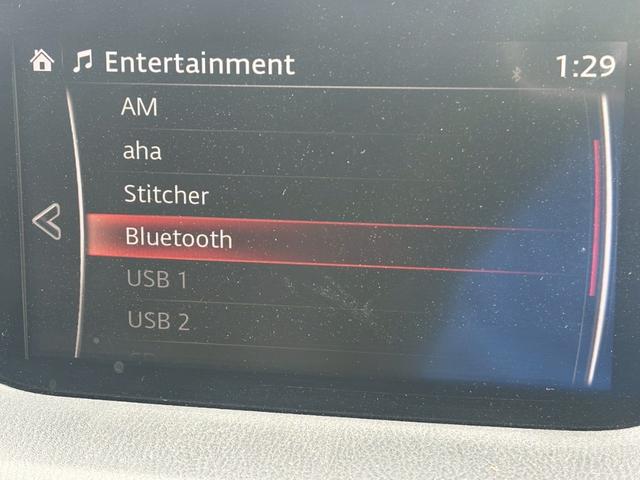 Entertainment 1:29
AM
aha
Stitcher
Bluetooth
USB 1
USB 2